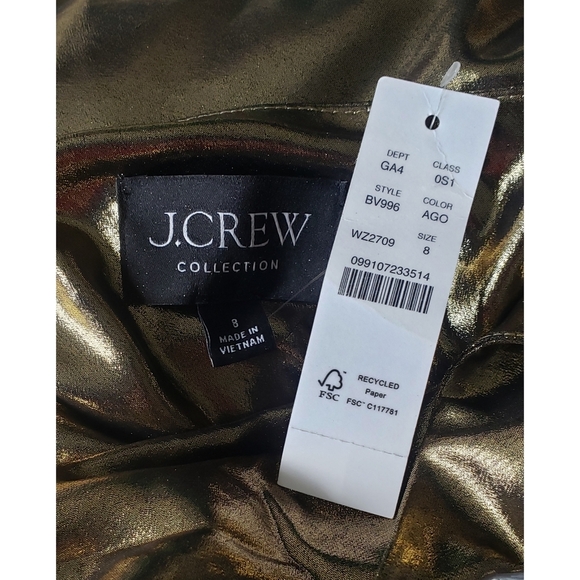 J.CREW
COLLECTION
8
MADE IN
VIETNAM
DEPT CLASS
GA4 0S1
STYLE COLOR
BV996 AGO
WZ2709 SIZE
8
099107233514
FSC
RECYCLED
Paper
FSC™ C117781